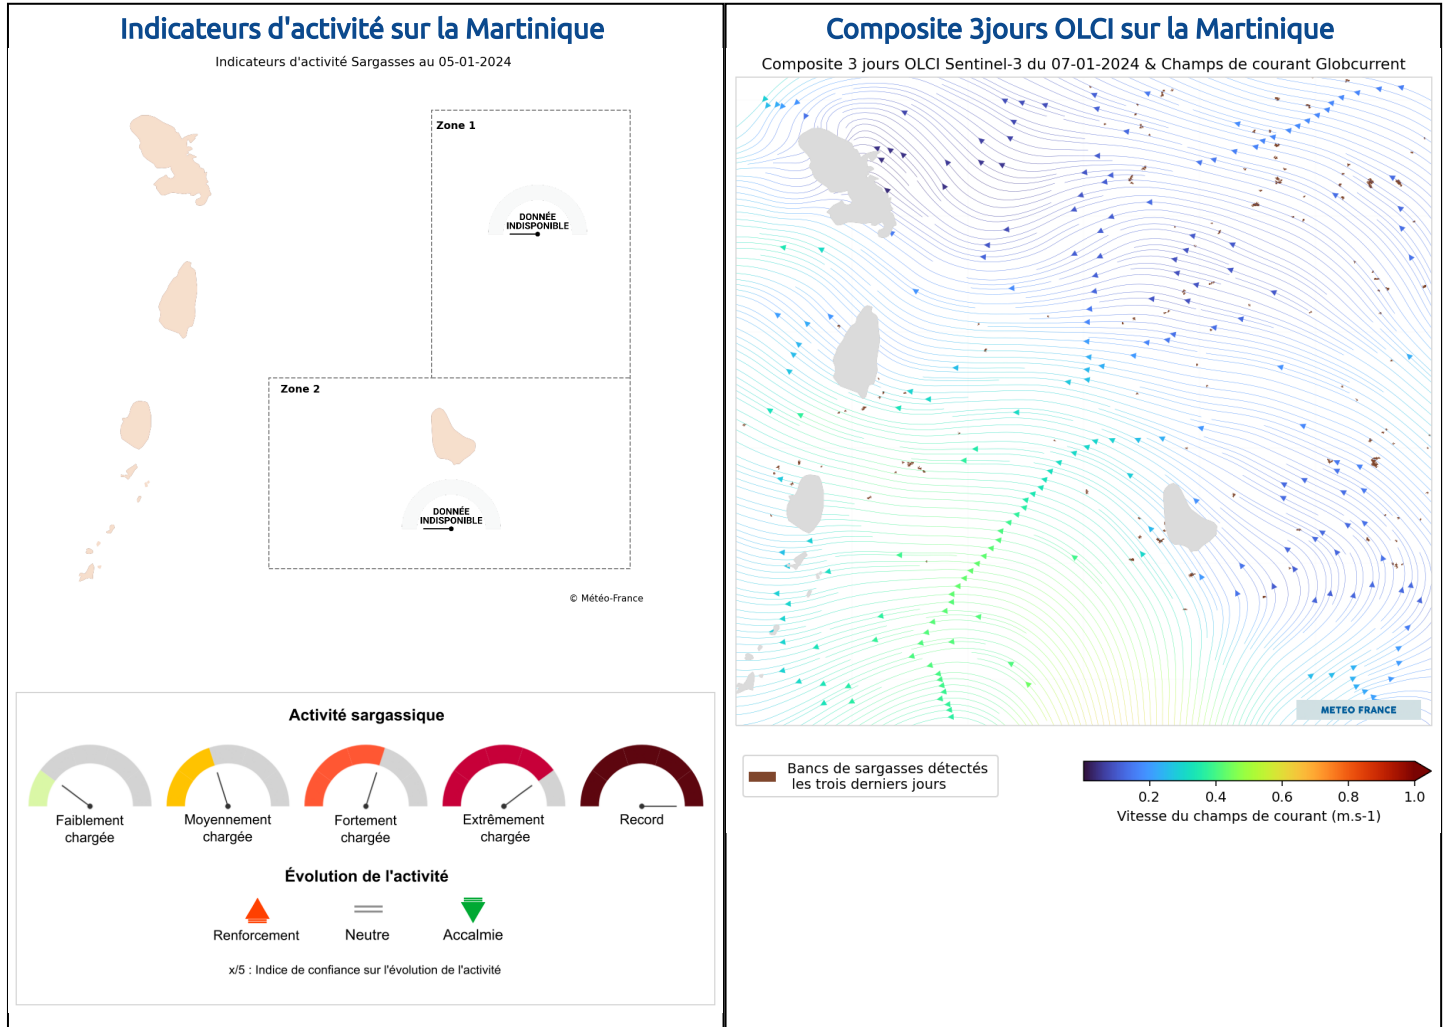 Indicateurs d'activité sur la Martinique
Indicateurs d'activité Sargasses au 05-01-2024
Zone 1
DONNÉE
INDISPONIBLE
Zone 2
DONNÉE
INDISPONIBLE
© Météo-France
Activité sargassique
Faiblement
chargée
Moyennement
chargée
Fortement
chargée
Extrêmement
chargée
Record
Évolution de l'activité
Renforcement
Neutre
Accalmie
x/5 : Indice de confiance sur l'évolution de l'activité
Composite 3jours OLCI sur la Martinique
Composite 3 jours OLCI Sentinel-3 du 07-01-2024 & Champs de courant Globcurrent
METEO FRANCE
Bancs de sargasses détectés
les trois derniers jours
0.2 0.4 0.6 0.8 1.0
Vitesse du champs de courant (m.s-1)